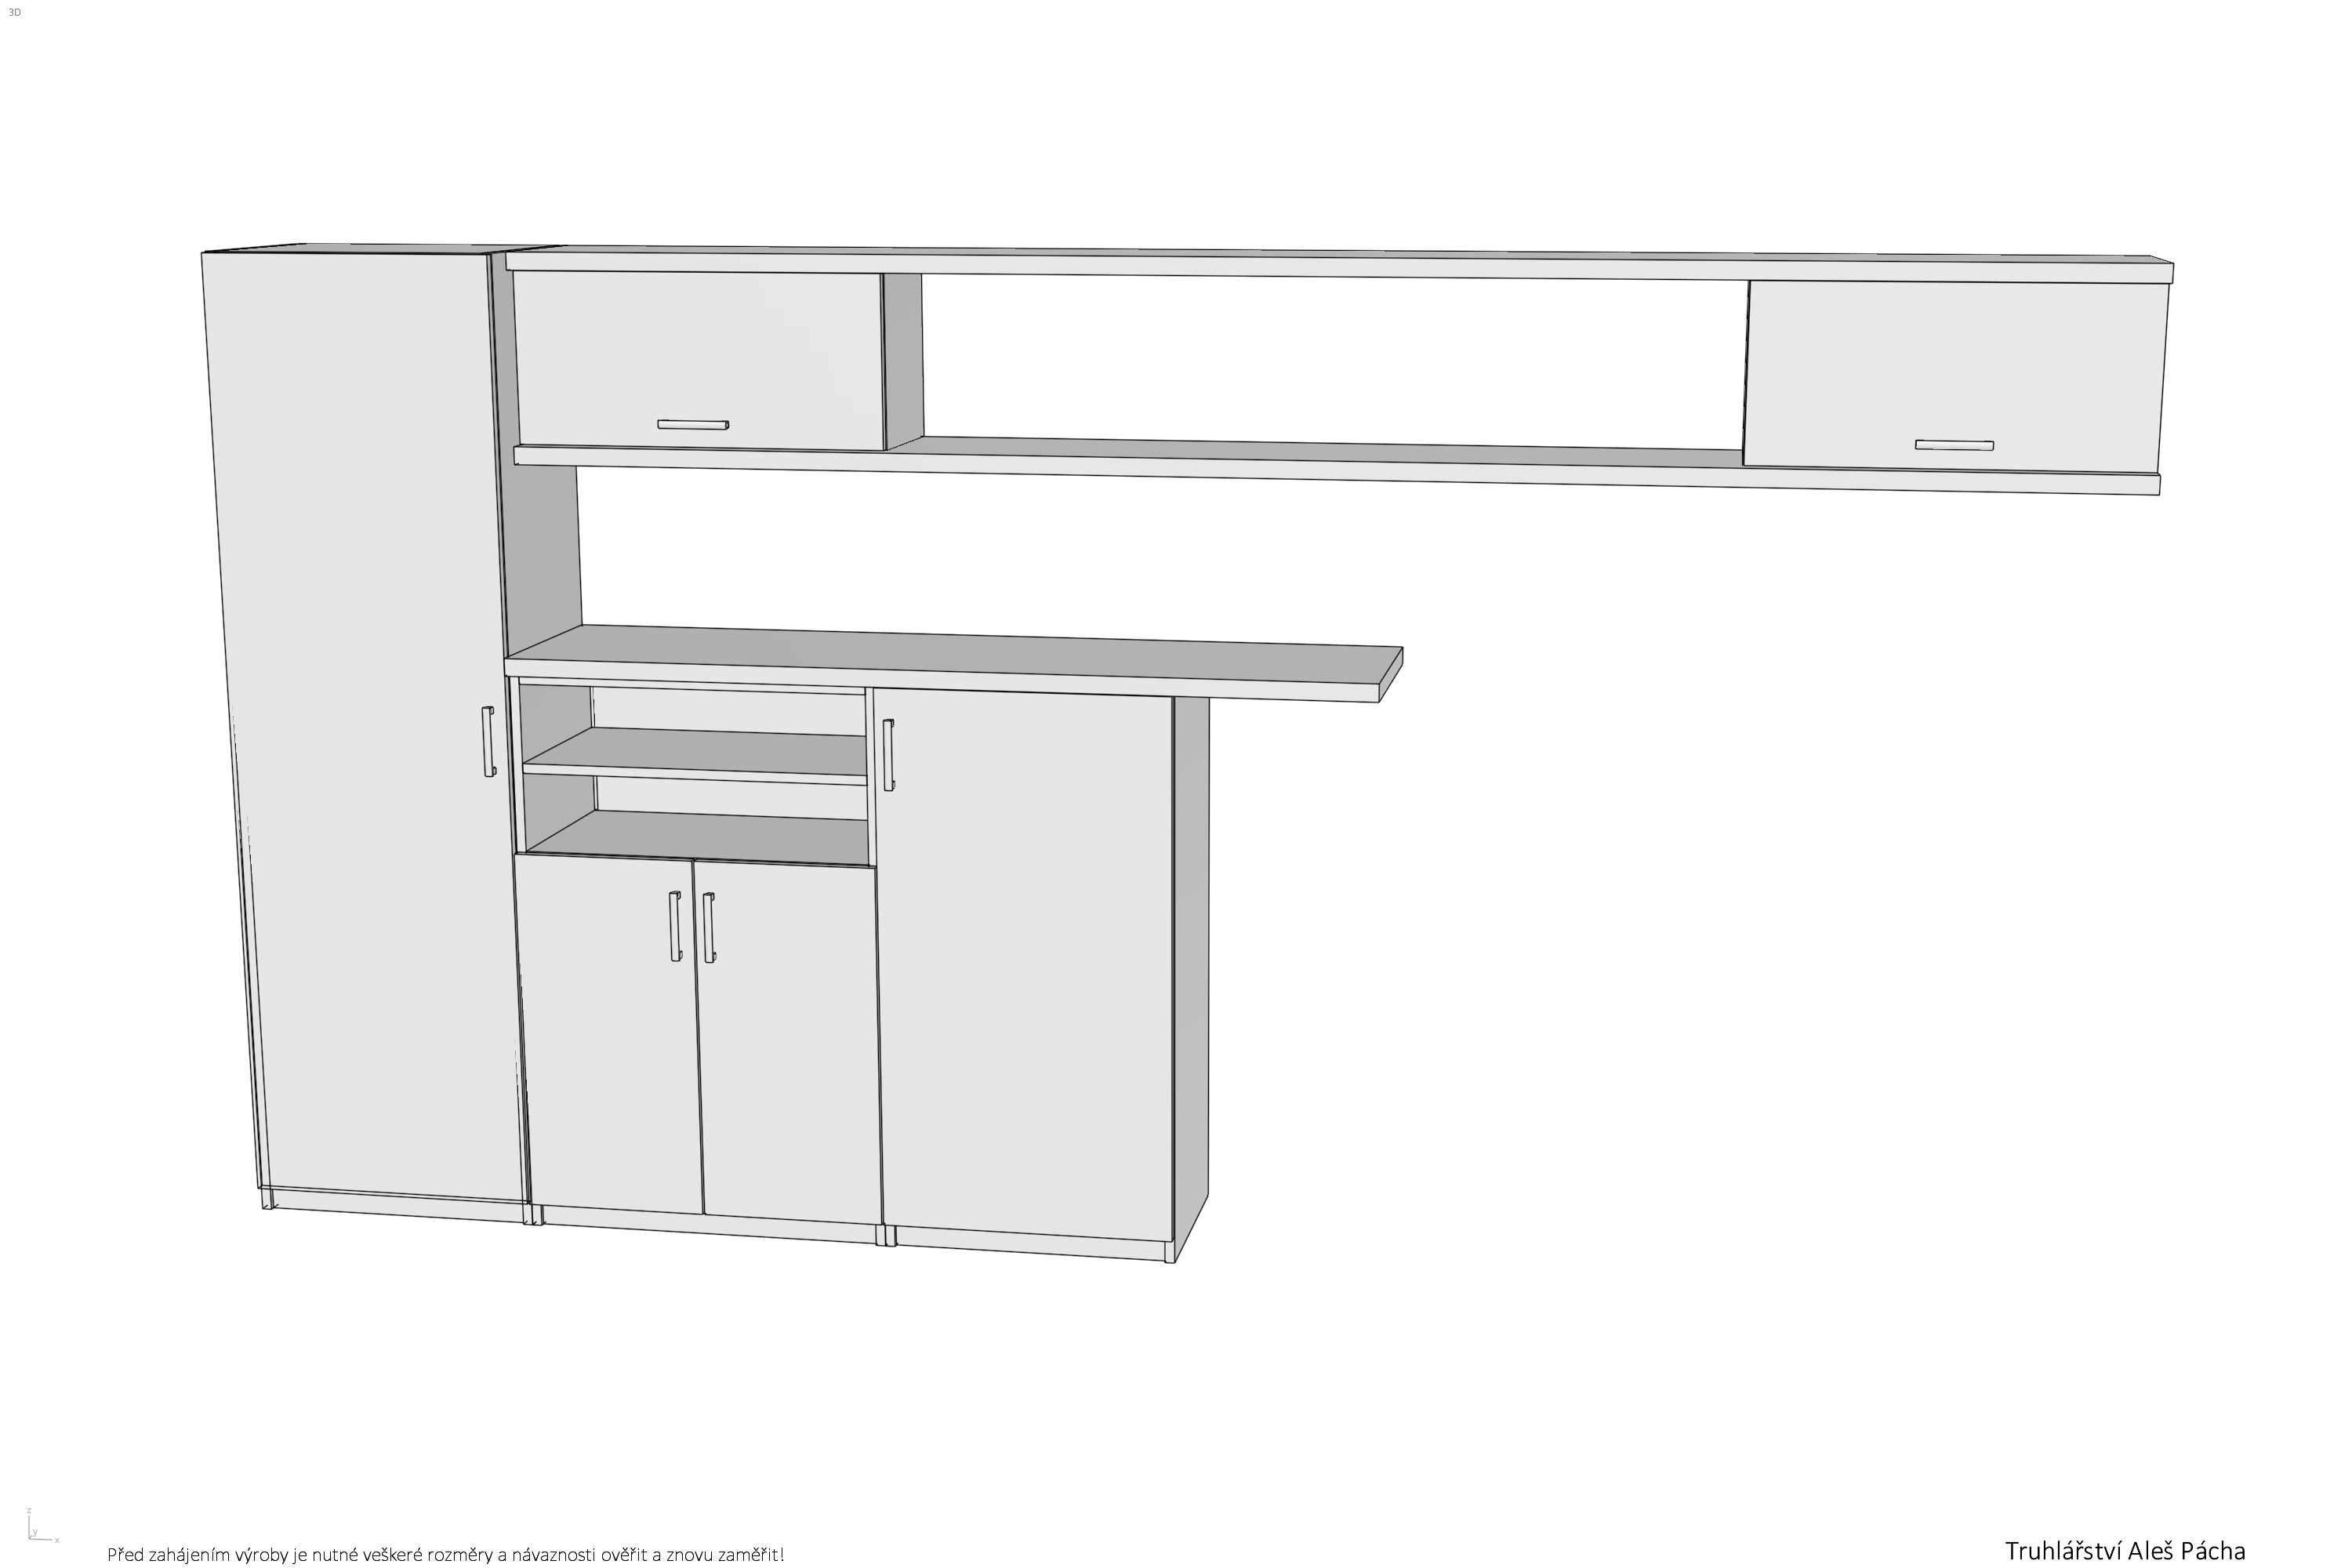 3D
z
y
x
Před zahájením výroby je nutné veškeré rozměry a návaznosti ověřit a znovu zaměřit!
Truhlářství Aleš Pácha